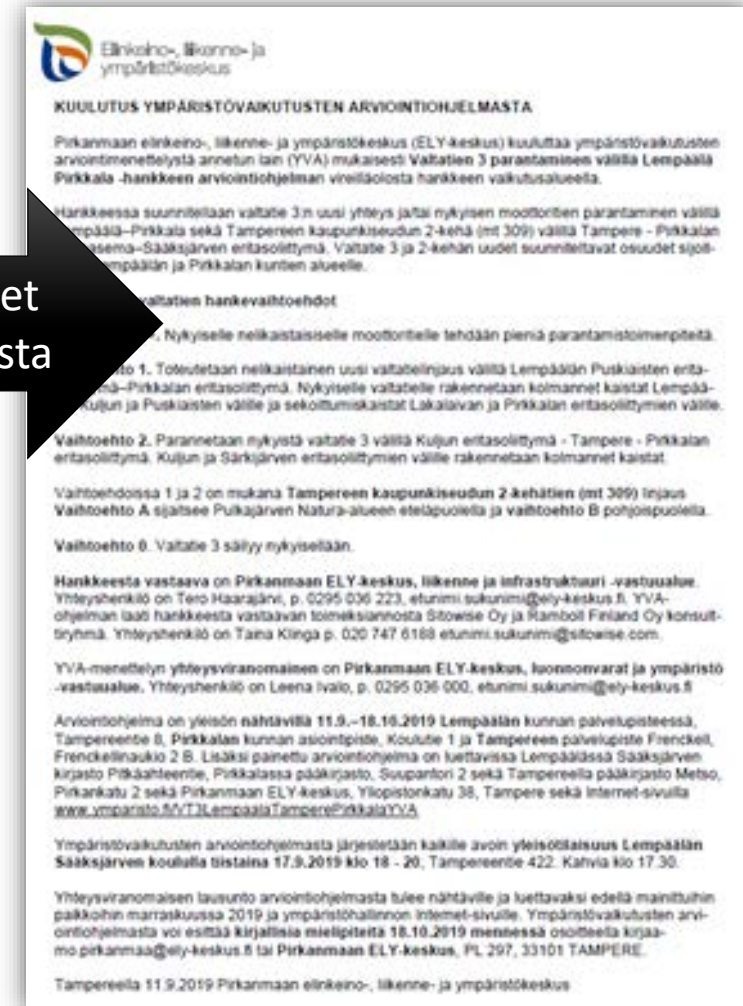 Elinkeino-, liikenne- ja
ympäristökeskus
KUULUTUS YMPÄRISTÖVAIKUTUSTEN ARVIOINTIOHJELMASTA
Pirkanmaan elinkeino-, liikenne- ja ympäristökeskus (ELY-keskus) kuuluttaa ympäristövaikutusten
arviointimenettelystä annetun lain (YVA) mukaisesti Valtatien 3 parantaminen välillä Lempäälä
Pirkkala -hankkeen arviointiohjelman vireilläolosta hankkeen vaikutusalueella.
Hankkeessa suunnitellaan valtatie 3:n uusi yhteys ja/tai nykyisen moottoritien parantaminen välillä
mpäälä–Pirkkala sekä Tampereen kaupunkiseudun 2-kehä (mt 309) välillä Tampere - Pirkkalan
asema–Sääksjärven eritasoliittymä. Valtatie 3 ja 2-kehän uudet suunniteltavat osuudet sijoit-
mpäälän ja Pirkkalan kuntien alueelle.
et
sta
valtatien hankevaihtoehdot
. Nykyiselle nelikaistaisiselle moottoritielle tehdään pieniä parantamistoimenpiteitä.
to 1. Toteutetaan nelikaistainen uusi valtatielinjaus välillä Lempäälän Puskiaisten erita-
mä–Pirkkalan eritasoliittymä. Nykyiselle valtatielle rakennetaan kolmannet kaistat Lempää-
Kuljun ja Puskiaisten välille ja sekoittumiskaistat Lakalaivan ja Pirkkalan eritasoliittymien välille.
Vaihtoehto 2. Parannetaan nykyistä valtatie 3 välillä Kuljun eritasoliittymä - Tampere - Pirkkalan
eritasoliittymä. Kuljun ja Särkijärven eritasoliittymien välille rakennetaan kolmannet kaistat.
Vaihtoehdoissa 1 ja 2 on mukana Tampereen kaupunkiseudun 2-kehätien (mt 309) linjaus
Vaihtoehto A sijaitsee Pulkajärven Natura-alueen eteläpuolella ja vaihtoehto B pohjoispuolella.
Vaihtoehto 0. Valtatie 3 säilyy nykyisellään.
Hankkeesta vastaava on Pirkanmaan ELY-keskus, liikenne ja infrastruktuuri -vastuualue.
Yhteyshenkilö on Tero Haarajärvi, p. 0295 036 223, etunimi.sukunimi@ely-keskus.fi. YVA-
ohjelman laati hankkeesta vastaavan toimeksiannosta Sitowise Oy ja Ramboll Finland Oy konsult-
tiryhmä. Yhteyshenkilö on Taina Klinga p. 020 747 6188 etunimi.sukunimi@sitowise.com.
YVA-menettelyn yhteysviranomainen on Pirkanmaan ELY-keskus, luonnonvarat ja ympäristö
-vastuualue. Yhteyshenkilö on Leena Ivalo, p. 0295 036 000, etunimi.sukunimi@ely-keskus.fi
Arviointiohjelma on yleisön nähtävillä 11.9.–18.10.2019 Lempäälän kunnan palvelupisteessä,
Tampereentie 8, Pirkkalan kunnan asiointipiste, Koulutie 1 ja Tampereen palvelupiste Frenckell,
Frenckellinaukio 2 B. Lisäksi painettu arviointiohjelma on luettavissa Lempäälässä Sääksjärven
kirjasto Pitkäahteentie, Pirkkalassa pääkirjasto, Suupantori 2 sekä Tampereella pääkirjasto Metso,
Pirkankatu 2 sekä Pirkanmaan ELY-keskus, Yliopistonkatu 38, Tampere sekä Internet-sivuilla
www.ymparisto.fi/VT3LempaalaTamperePirkkalaYVA
Ympäristövaikutusten arviointiohjelmasta järjestetään kaikille avoin yleisötilaisuus Lempäälän
Sääksjärven koululla tiistaina 17.9.2019 klo 18 - 20, Tampereentie 422. Kahvia klo 17.30.
Yhteysviranomaisen lausunto arviointiohjelmasta tulee nähtäville ja luettavaksi edellä mainittuihin
paikkoihin marraskuussa 2019 ja ympäristöhallinnon Internet-sivuille. Ympäristövaikutusten arvi-
ointiohjelmasta voi esittää kirjallisia mielipiteitä 18.10.2019 mennessä osoitteella kirjaa-
mo.pirkanmaa@ely-keskus.fi tai Pirkanmaan ELY-keskus, PL 297, 33101 TAMPERE.
Tampereella 11.9.2019 Pirkanmaan elinkeino-, liikenne- ja ympäristökeskus